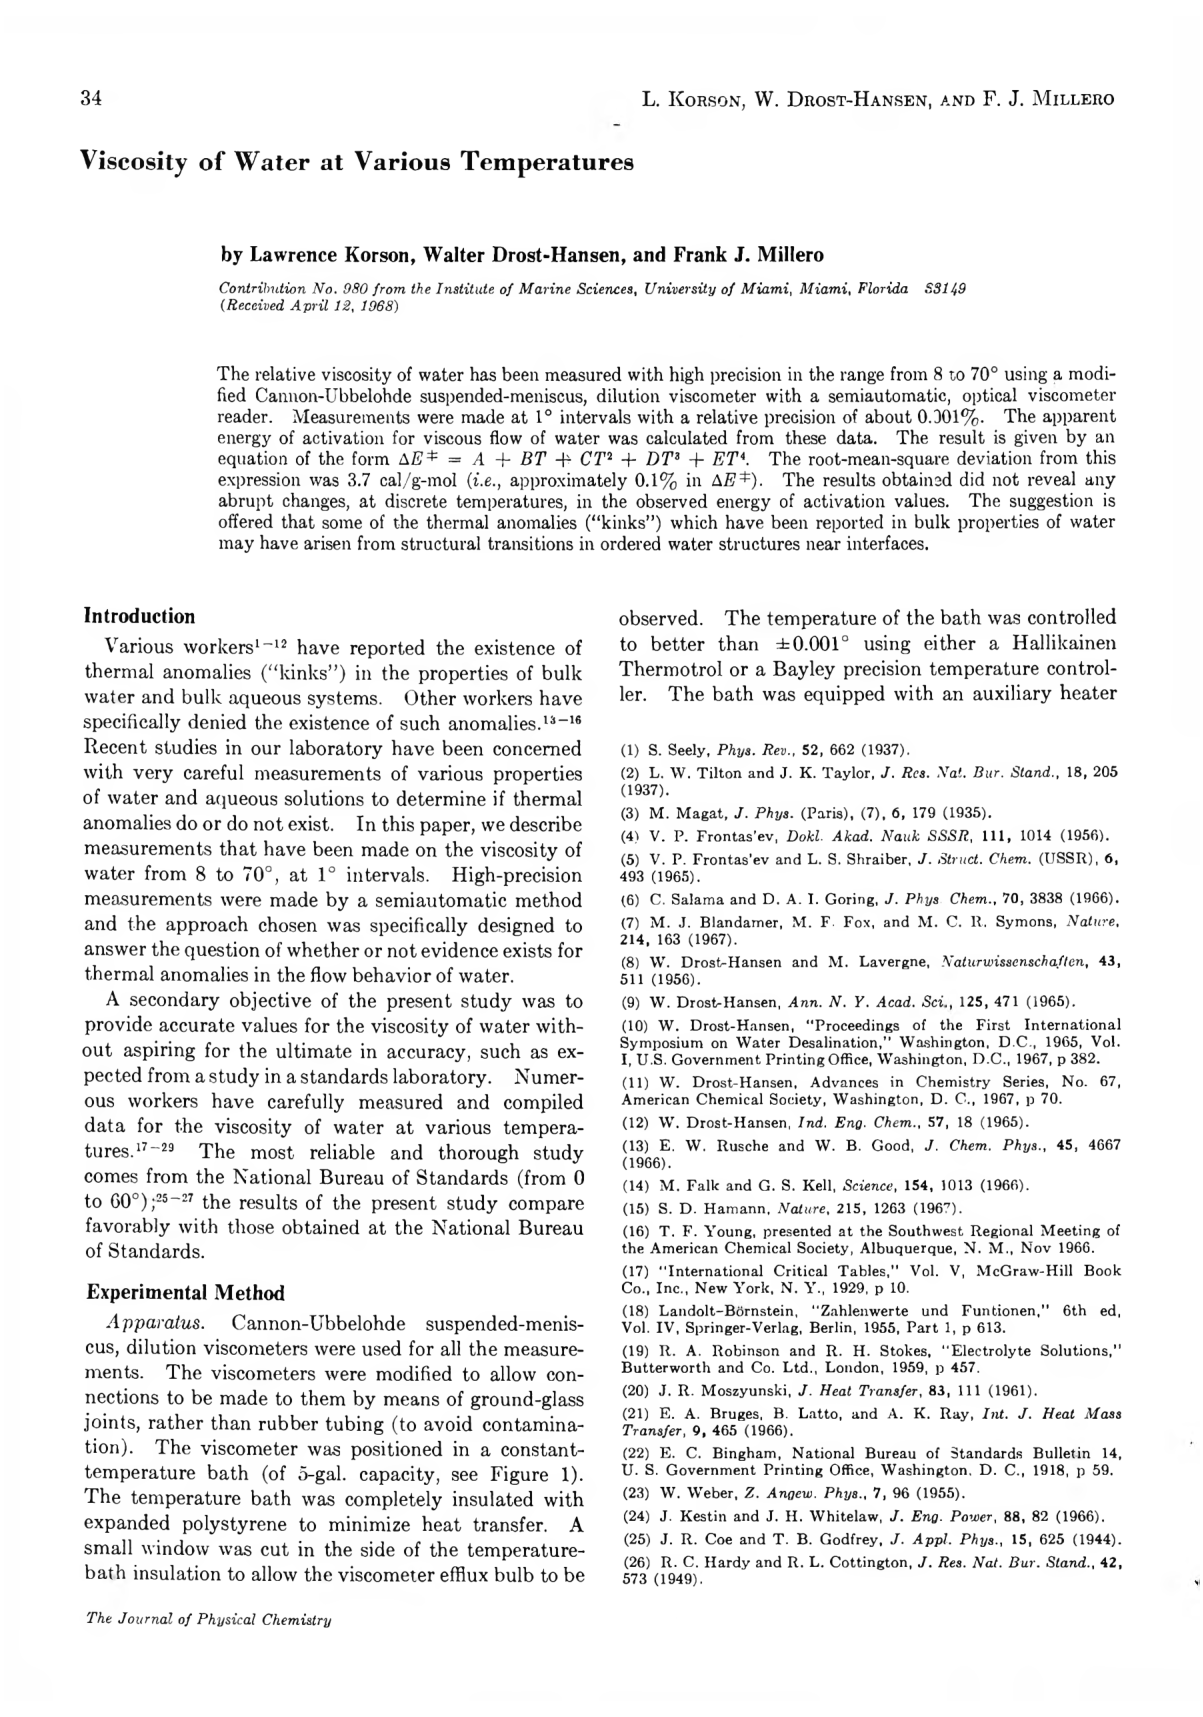 34
L. KORSON, W. DROST-HANSEN, AND F. J. MILLERO
Viscosity of Water at Various Temperatures
by Lawrence Korson, Walter Drost-Hansen, and Frank J. Millero
Contribution No. 980 from the Institute of Marine Sciences, University of Miami, Miami, Florida 33149
(Received April 12, 1968)
The relative viscosity of water has been measured with high precision in the range from 8 to 70° using a modi-
fied Cannon-Ubbelohde suspended-meniscus, dilution viscometer with a semiautomatic, optical viscometer
reader. Measurements were made at 1° intervals with a relative precision of about 0.001%. The apparent
energy of activation for viscous flow of water was calculated from these data. The result is given by an
equation of the form ΔE‡ = A + BT + CT² + DT³ + ET⁴. The root-mean-square deviation from this
expression was 3.7 cal/g-mol (i.e., approximately 0.1% in ΔE‡). The results obtained did not reveal any
abrupt changes, at discrete temperatures, in the observed energy of activation values. The suggestion is
offered that some of the thermal anomalies (“kinks”) which have been reported in bulk properties of water
may have arisen from structural transitions in ordered water structures near interfaces.
Introduction
Various workers¹⁻¹² have reported the existence of
thermal anomalies (“kinks”) in the properties of bulk
water and bulk aqueous systems. Other workers have
specifically denied the existence of such anomalies.¹³⁻¹⁶
Recent studies in our laboratory have been concerned
with very careful measurements of various properties
of water and aqueous solutions to determine if thermal
anomalies do or do not exist. In this paper, we describe
measurements that have been made on the viscosity of
water from 8 to 70°, at 1° intervals. High-precision
measurements were made by a semiautomatic method
and the approach chosen was specifically designed to
answer the question of whether or not evidence exists for
thermal anomalies in the flow behavior of water.
A secondary objective of the present study was to
provide accurate values for the viscosity of water with-
out aspiring for the ultimate in accuracy, such as ex-
pected from a study in a standards laboratory. Numer-
ous workers have carefully measured and compiled
data for the viscosity of water at various tempera-
tures.¹⁷⁻²⁹ The most reliable and thorough study
comes from the National Bureau of Standards (from 0
to 60°);²⁵⁻²⁷ the results of the present study compare
favorably with those obtained at the National Bureau
of Standards.
Experimental Method
Apparatus. Cannon-Ubbelohde suspended-menis-
cus, dilution viscometers were used for all the measure-
ments. The viscometers were modified to allow con-
nections to be made to them by means of ground-glass
joints, rather than rubber tubing (to avoid contamina-
tion). The viscometer was positioned in a constant-
temperature bath (of 5-gal. capacity, see Figure 1).
The temperature bath was completely insulated with
expanded polystyrene to minimize heat transfer. A
small window was cut in the side of the temperature-
bath insulation to allow the viscometer efflux bulb to be
observed. The temperature of the bath was controlled
to better than ±0.001° using either a Hallikainen
Thermotrol or a Bayley precision temperature control-
ler. The bath was equipped with an auxiliary heater
(1) S. Seely, Phys. Rev., 52, 662 (1937).
(2) L. W. Tilton and J. K. Taylor, J. Res. Nat. Bur. Stand., 18, 205
(1937).
(3) M. Magat, J. Phys. (Paris), (7), 6, 179 (1935).
(4) V. P. Frontas'ev, Dokl. Akad. Nauk SSSR, 111, 1014 (1956).
(5) V. P. Frontas'ev and L. S. Shraiber, J. Struct. Chem. (USSR), 6,
493 (1965).
(6) C. Salama and D. A. I. Goring, J. Phys. Chem., 70, 3838 (1966).
(7) M. J. Blandamer, M. F. Fox, and M. C. R. Symons, Nature,
214, 163 (1967).
(8) W. Drost-Hansen and M. Lavergne, Naturwissenschaften, 43,
511 (1956).
(9) W. Drost-Hansen, Ann. N. Y. Acad. Sci., 125, 471 (1965).
(10) W. Drost-Hansen, “Proceedings of the First International
Symposium on Water Desalination,” Washington, D.C., 1965, Vol.
I, U.S. Government Printing Office, Washington, D.C., 1967, p 382.
(11) W. Drost-Hansen, Advances in Chemistry Series, No. 67,
American Chemical Society, Washington, D. C., 1967, p 70.
(12) W. Drost-Hansen, Ind. Eng. Chem., 57, 18 (1965).
(13) E. W. Rusche and W. B. Good, J. Chem. Phys., 45, 4667
(1966).
(14) M. Falk and G. S. Kell, Science, 154, 1013 (1966).
(15) S. D. Hamann, Nature, 215, 1263 (1967).
(16) T. F. Young, presented at the Southwest Regional Meeting of
the American Chemical Society, Albuquerque, N. M., Nov 1966.
(17) “International Critical Tables,” Vol. V, McGraw-Hill Book
Co., Inc., New York, N. Y., 1929, p 10.
(18) Landolt-Börnstein, “Zahlenwerte und Funtionen,” 6th ed,
Vol. IV, Springer-Verlag, Berlin, 1955, Part 1, p 613.
(19) R. A. Robinson and R. H. Stokes, “Electrolyte Solutions,”
Butterworth and Co. Ltd., London, 1959, p 457.
(20) J. R. Moszyunski, J. Heat Transfer, 83, 111 (1961).
(21) E. A. Bruges, B. Latto, and A. K. Ray, Int. J. Heat Mass
Transfer, 9, 465 (1966).
(22) E. C. Bingham, National Bureau of Standards Bulletin 14,
U. S. Government Printing Office, Washington, D. C., 1918, p 59.
(23) W. Weber, Z. Angew. Phys., 7, 96 (1955).
(24) J. Kestin and J. H. Whitelaw, J. Eng. Power, 88, 82 (1966).
(25) J. R. Coe and T. B. Godfrey, J. Appl. Phys., 15, 625 (1944).
(26) R. C. Hardy and R. L. Cottington, J. Res. Nat. Bur. Stand., 42,
573 (1949).
The Journal of Physical Chemistry